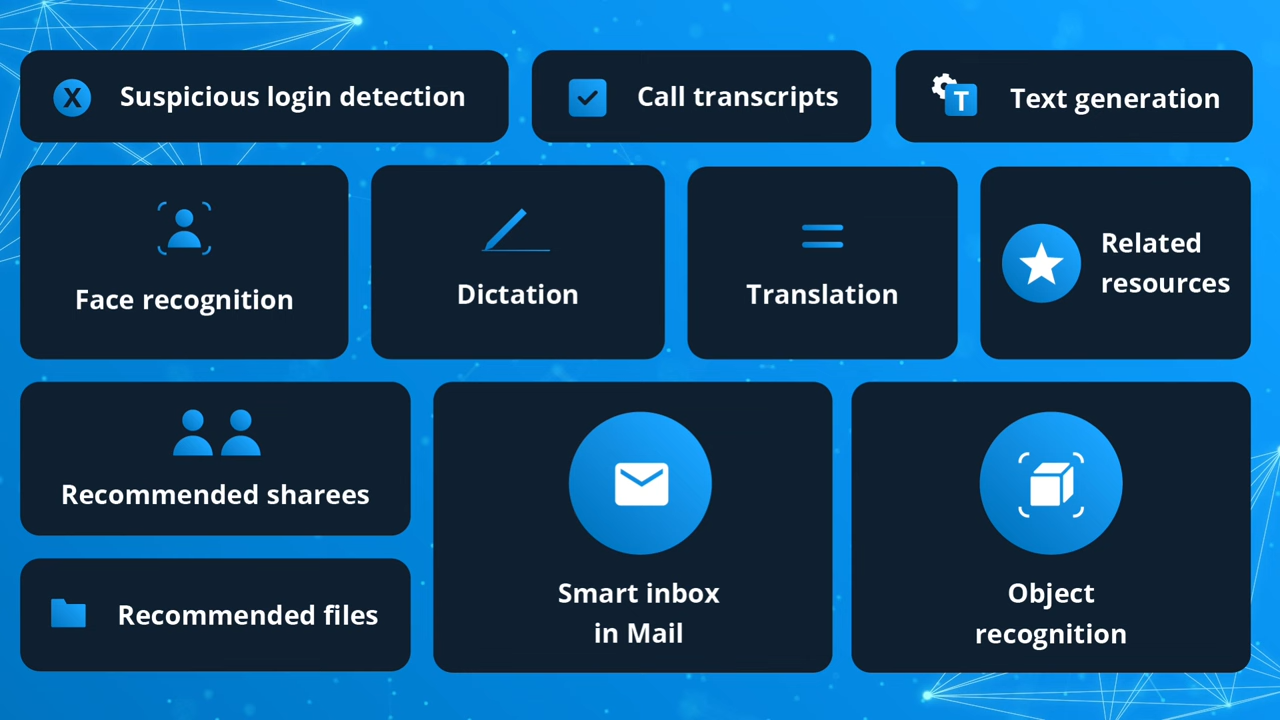 X
Suspicious login detection
Call transcripts
T
Text generation
Face recognition
Dictation
Translation
Related
resources
Recommended sharees
Recommended files
Smart inbox
in Mail
Object
recognition